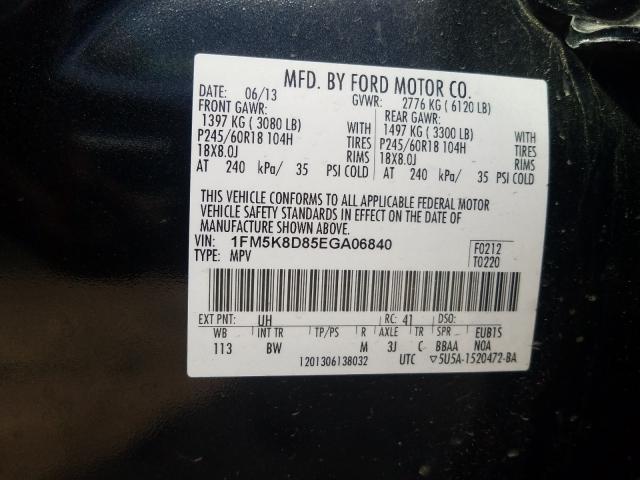 MFD. BY FORD MOTOR CO.
DATE: 06/13 GVWR: 2776 KG ( 6120 LB)
FRONT GAWR: REAR GAWR:
1397 KG ( 3080 LB) WITH 1497 KG ( 3300 LB) WITH
P245/60R18 104H TIRES P245/60R18 104H TIRES
18X8.0J RIMS 18X8.0J RIMS
AT 240 kPa/ 35 PSI COLD AT 240 kPa/ 35 PSI COLD
THIS VEHICLE CONFORMS TO ALL APPLICABLE FEDERAL MOTOR
VEHICLE SAFETY STANDARDS IN EFFECT ON THE DATE OF
MANUFACTURE SHOWN ABOVE.
VIN: 1FM5K8D85EGA06840 F0212
TYPE: MPV T0220
EXT PNT: UH RC: 41 DSO:
WB INT TR TP/PS R AXLE TR SPR EUB1S
113 BW M 3J C BBAA N0A
1201306138032 UTC ▽5U5A-1520472-BA